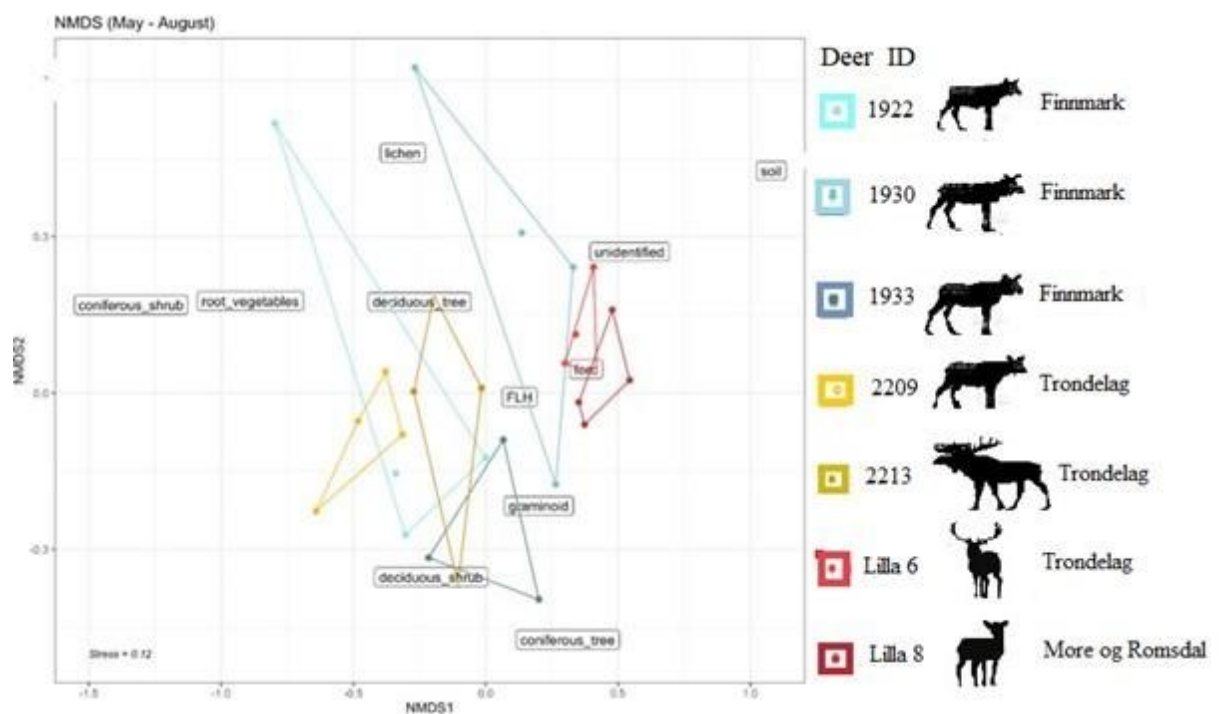 NMDS (May - August)
Deer ID
1922 Finnmark
lichen
soil
1930 Finnmark
0.3
unidentified
coniferous_shrub root_vegetables deciduous_tree
1933 Finnmark
NMDS2
feed
0.0
FLH
2209 Trondelag
2213 Trondelag
graminoid
-0.3
deciduous_shrub
Lilla 6 Trondelag
coniferous_tree
Stress = 0.12
Lilla 8 More og Romsdal
-1.5 -1.0 -0.5 0.0 0.5 1.0
NMDS1